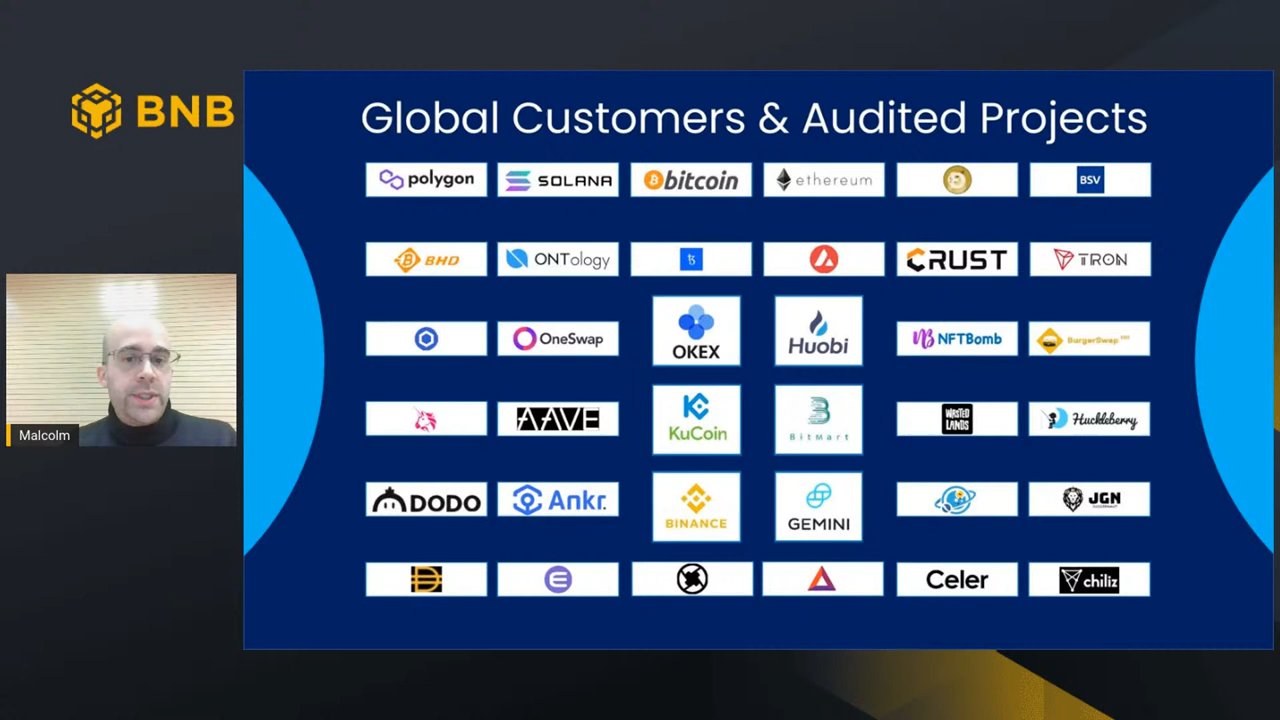 BNB
Global Customers & Audited Projects
polygon
SOLANA
bitcoin
ethereum
BSV
BHD
ONTology
CRUST
TRON
OneSwap
OKEX
Huobi
NFTBomb
BurgerSwap
AAVE
KuCoin
BitMart
WASTED
LANDS
Huckleberry
Malcolm
DODO
Ankr.
BINANCE
GEMINI
JGN
Celer
chiliz